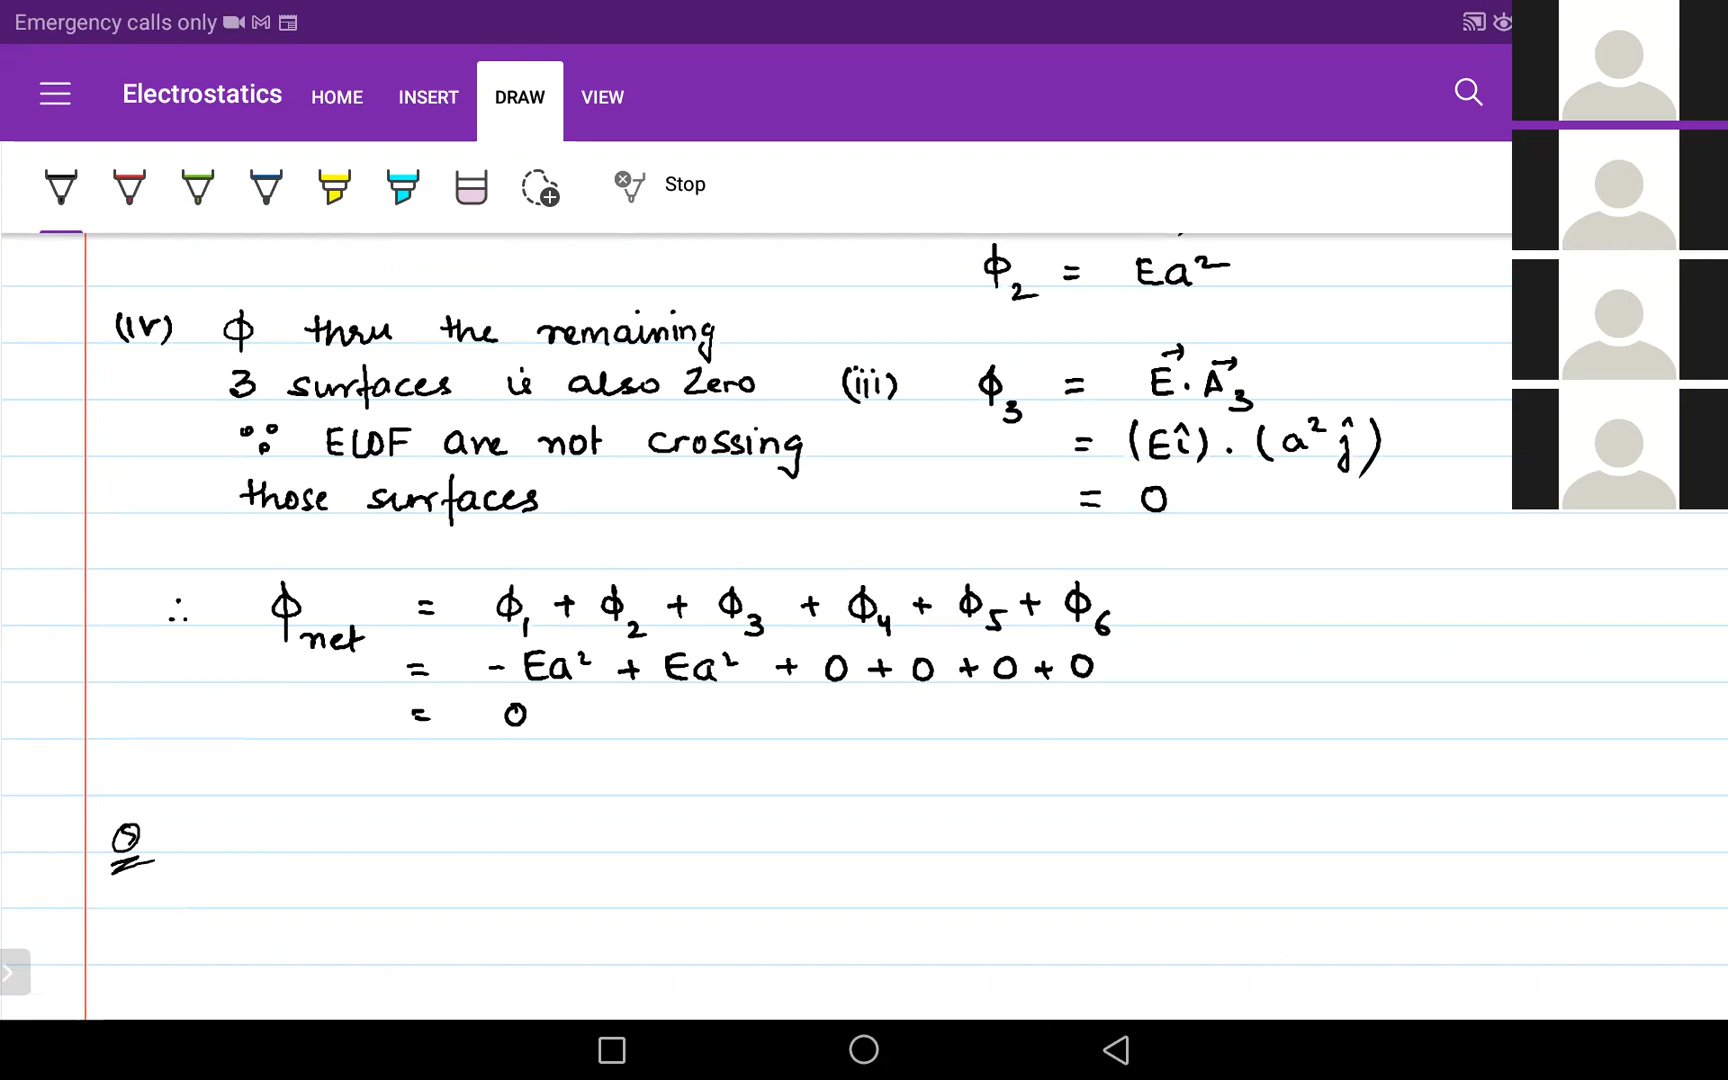 Emergency calls only
Electrostatics HOME INSERT DRAW VIEW
Stop
ϕ₂ = Ea²
(iv) ϕ thru the remaining
3 surfaces is also Zero
∵ ELOF are not crossing
those surfaces
(iii) ϕ₃ = E⃗ . A⃗₃
= (Eî) . (a² ĵ)
= 0
∴ ϕnet = ϕ₁ + ϕ₂ + ϕ₃ + ϕ₄ + ϕ₅ + ϕ₆
= - Ea² + Ea² + 0 + 0 + 0 + 0
= 0
Q